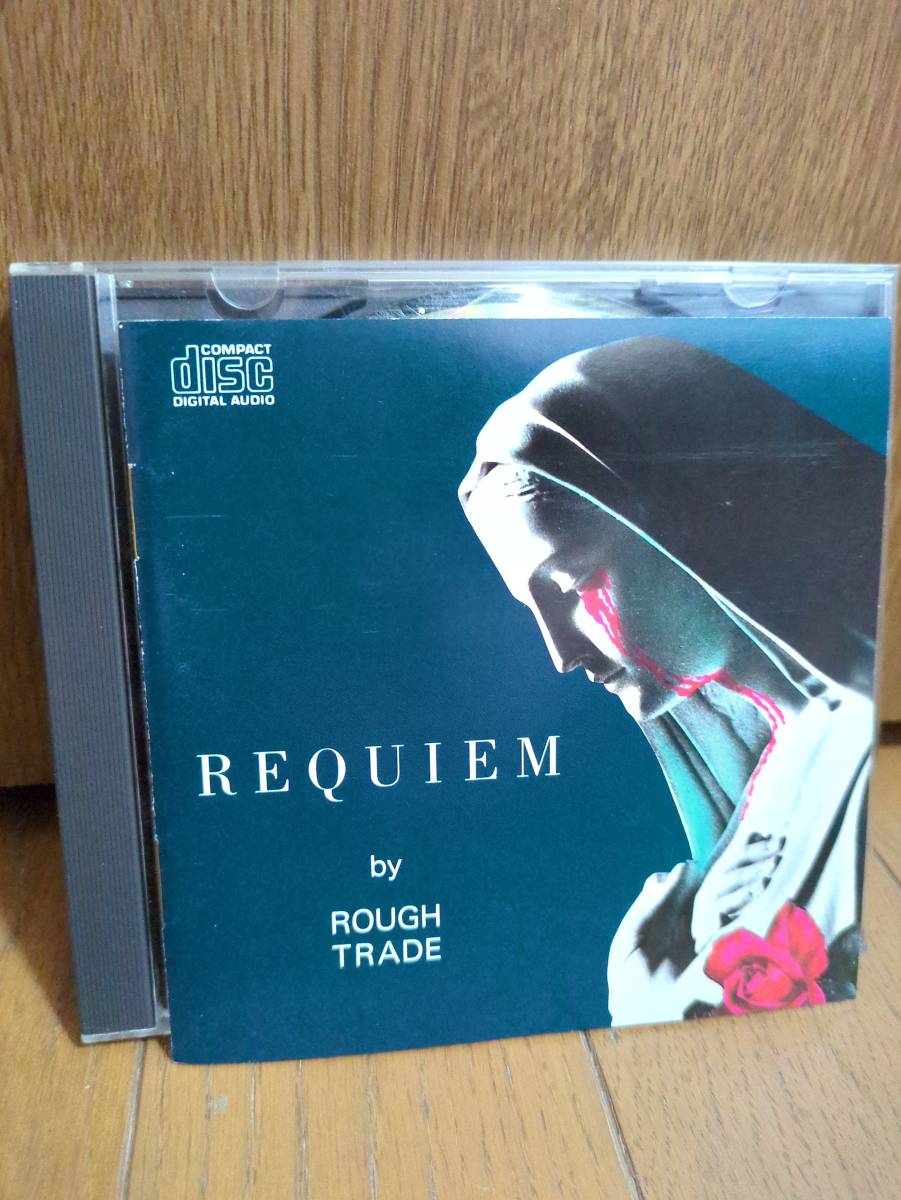 COMPACT
disc
DIGITAL AUDIO
REQUIEM
by
ROUGH
TRADE